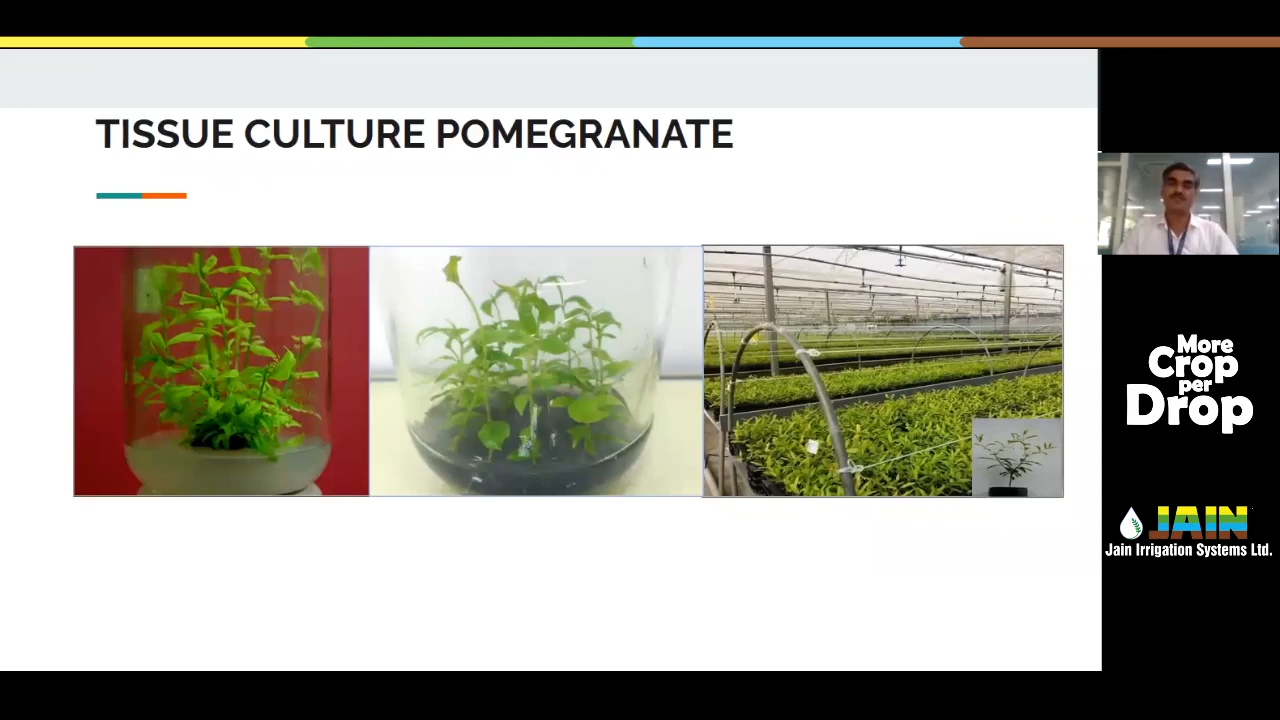 TISSUE CULTURE POMEGRANATE
More
Crop
per
Drop
JAIN
Jain Irrigation Systems Ltd.